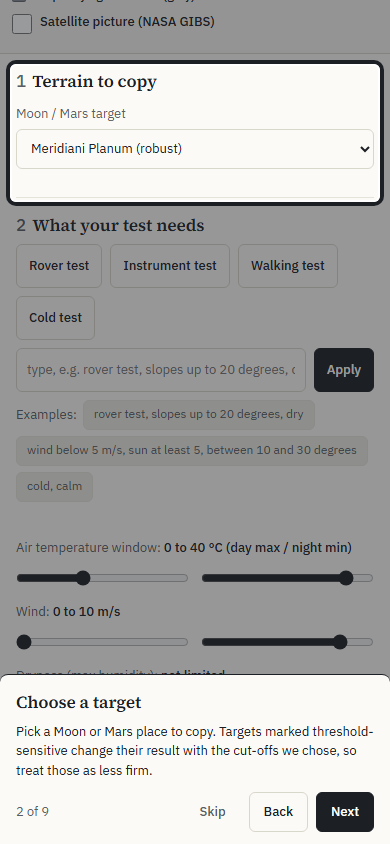 Satellite picture (NASA GIBS)
1 Terrain to copy
Moon / Mars target
Meridiani Planum (robust)
2 What your test needs
Rover test
Instrument test
Walking test
Cold test
type, e.g. rover test, slopes up to 20 degrees,
Apply
Examples:
rover test, slopes up to 20 degrees, dry
wind below 5 m/s, sun at least 5, between 10 and 30 degrees
cold, calm
Air temperature window: 0 to 40 °C (day max / night min)
Wind: 0 to 10 m/s
Choose a target
Pick a Moon or Mars place to copy. Targets marked threshold-
sensitive change their result with the cut-offs we chose, so
treat those as less firm.
2 of 9
Skip
Back
Next